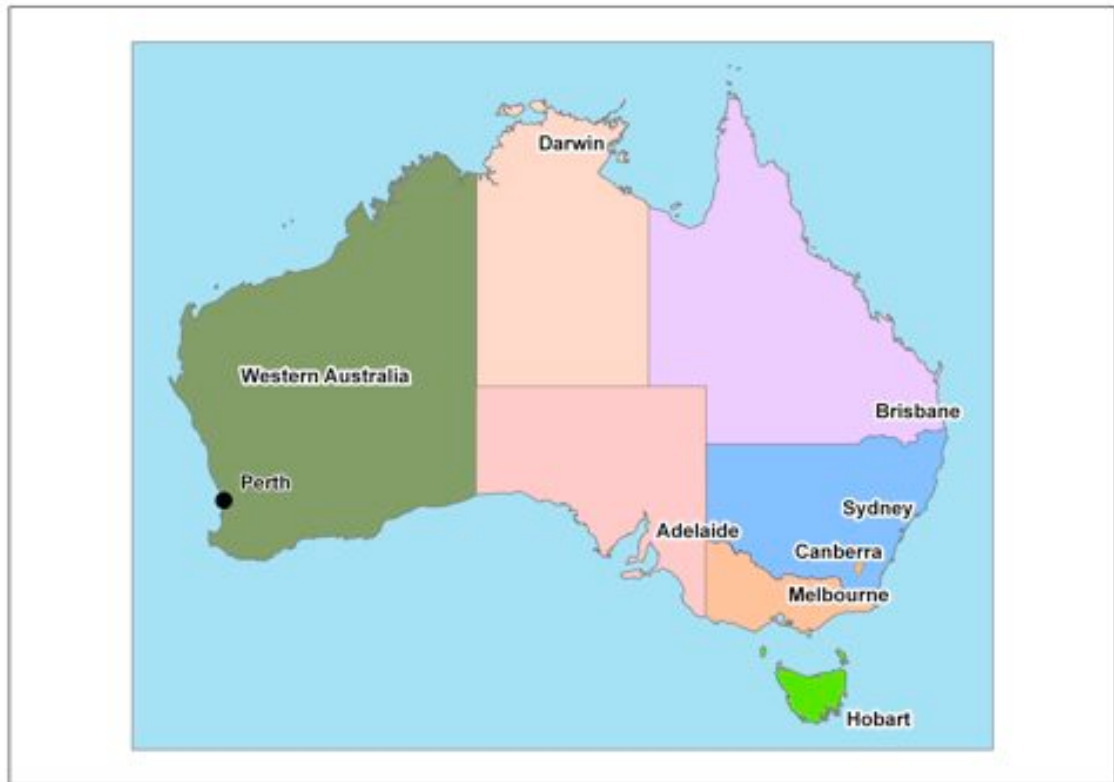 Darwin
Western Australia
Brisbane
Perth
Sydney
Adelaide
Canberra
Melbourne
Hobart